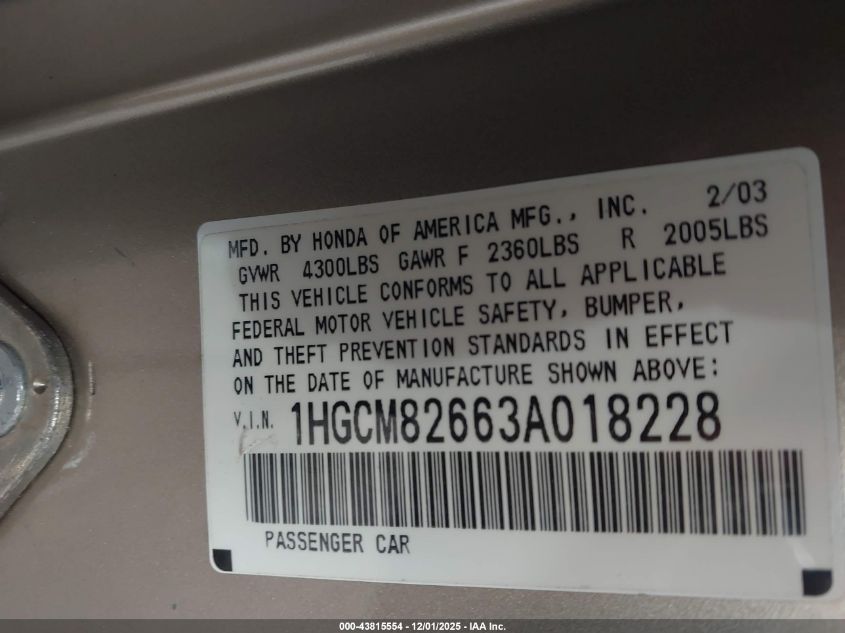 MFD. BY HONDA OF AMERICA MFG., INC. 2/03
GVWR 4300LBS GAWR F 2360LBS R 2005LBS
THIS VEHICLE CONFORMS TO ALL APPLICABLE
FEDERAL MOTOR VEHICLE SAFETY, BUMPER,
AND THEFT PREVENTION STANDARDS IN EFFECT
ON THE DATE OF MANUFACTURE SHOWN ABOVE:
V.I.N. 1HGCM82663A018228
PASSENGER CAR
000-43815554 - 12/01/2025 - IAA Inc.